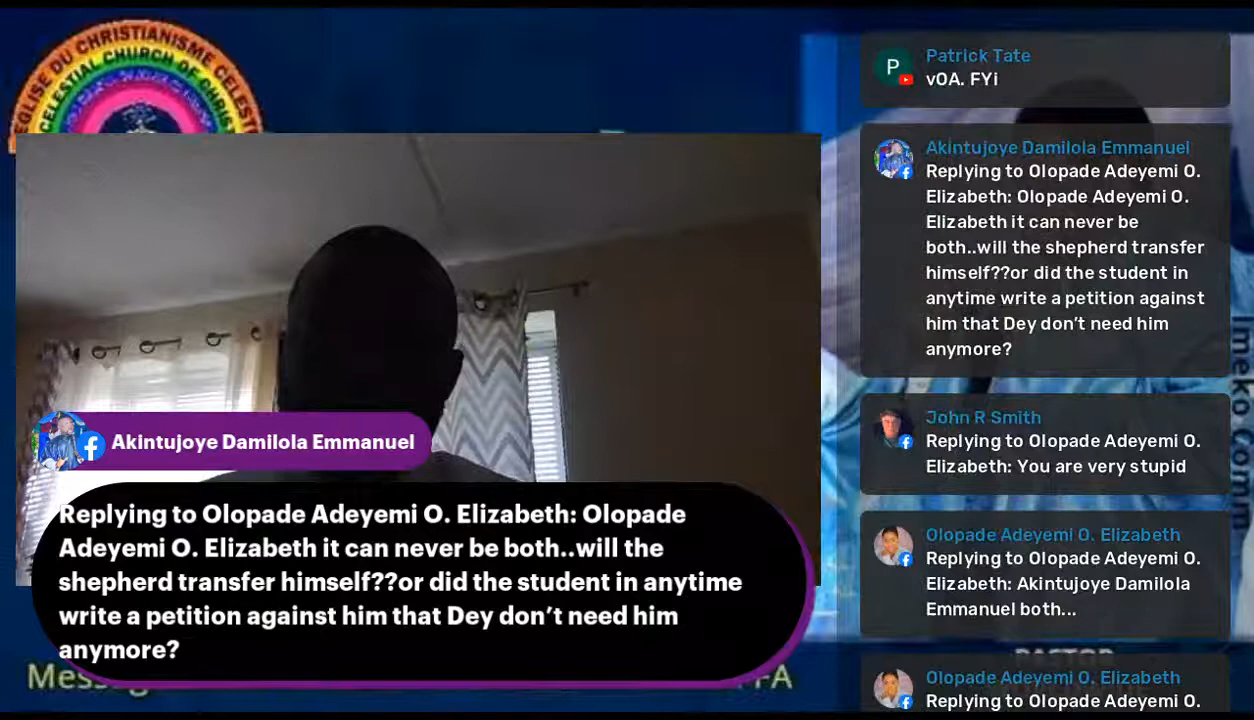 EGLISE DU CHRISTIANISME CELESTE
CELESTIAL CHURCH OF CHRIST
Akintujoye Damilola Emmanuel
Replying to Olopade Adeyemi O. Elizabeth: Olopade
Adeyemi O. Elizabeth it can never be both..will the
shepherd transfer himself??or did the student in anytime
write a petition against him that Dey don’t need him
anymore?
P
Patrick Tate
vOA. FYi
Akintujoye Damilola Emmanuel
Replying to Olopade Adeyemi O.
Elizabeth: Olopade Adeyemi O.
Elizabeth it can never be
both..will the shepherd transfer
himself??or did the student in
anytime write a petition against
him that Dey don’t need him
anymore?
John R Smith
Replying to Olopade Adeyemi O.
Elizabeth: You are very stupid
Olopade Adeyemi O. Elizabeth
Replying to Olopade Adeyemi O.
Elizabeth: Akintujoye Damilola
Emmanuel both...
Olopade Adeyemi O. Elizabeth
Replying to Olopade Adeyemi O.
Imeko comm
PASTOR